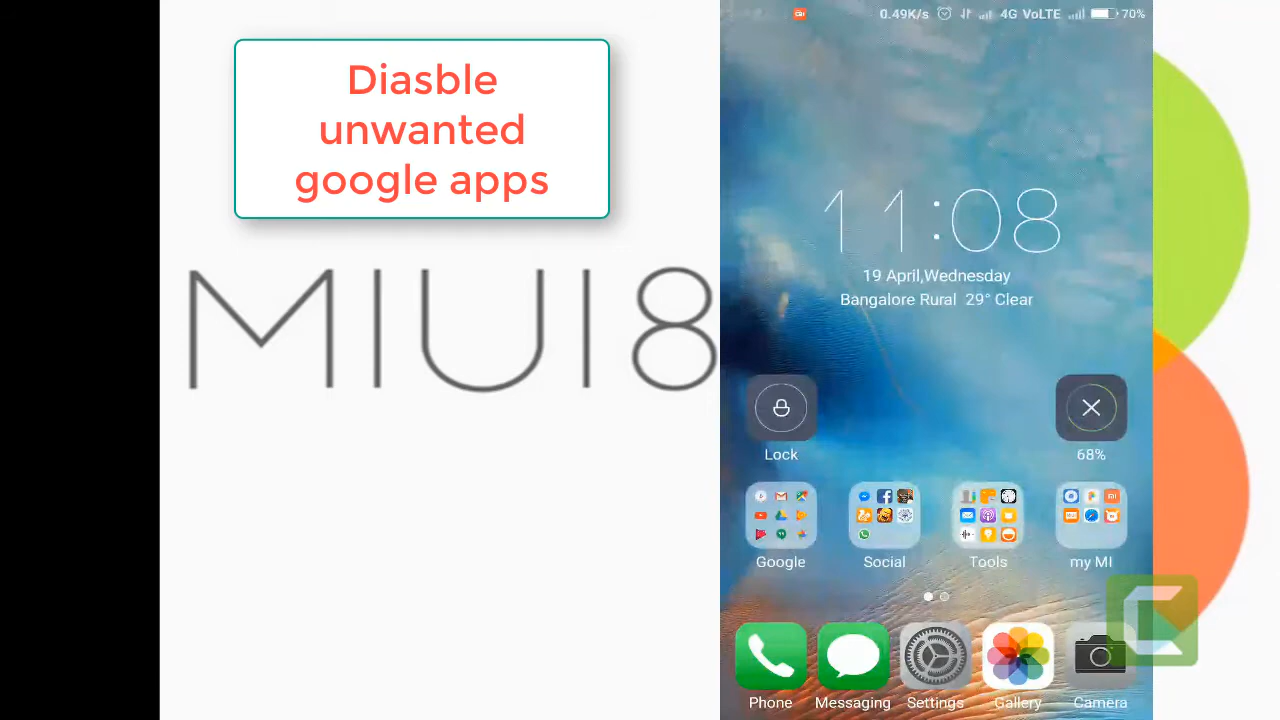 Diasble
unwanted
google apps
MIUI8
0.49K/s 4G VoLTE 70%
11:08
19 April,Wednesday
Bangalore Rural 29° Clear
Lock 68%
Google Social Tools my MI
Phone Messaging Settings Gallery Camera